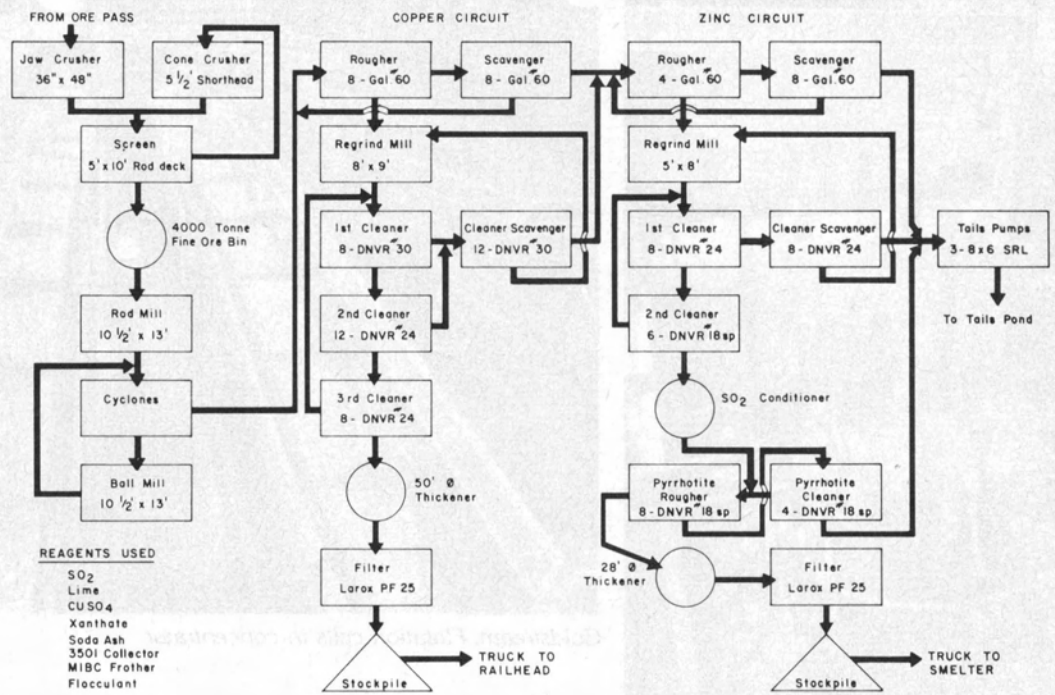 FROM ORE PASS
Jaw Crusher
36" x 48"
Cone Crusher
5 1/2' Shorthead
Screen
5'x10' Rod deck
4000 Tonne
Fine Ore Bin
Rod Mill
10 1/2' x 13'
Cyclones
Ball Mill
10 1/2' x 13'
REAGENTS USED
SO2
Lime
CUSO4
Xanthate
Soda Ash
3501 Collector
MIBC Frother
Flocculant
COPPER CIRCUIT
Rougher
8 - Gal.#60
Scavenger
8 - Gal.#60
Regrind Mill
8' x 9'
1st Cleaner
8 - DNVR#30
Cleaner Scavenger
12 - DNVR#30
2nd Cleaner
12 - DNVR#24
3rd Cleaner
8 - DNVR#24
50' Ø
Thickener
Filter
Larox PF 25
Stockpile
TRUCK TO
RAILHEAD
ZINC CIRCUIT
Rougher
4 - Gal.#60
Scavenger
8 - Gal.#60
Regrind Mill
5' x 8'
1st Cleaner
8 - DNVR#24
Cleaner Scavenger
8 - DNVR#24
Tails Pumps
3 - 8 x 6 SRL
To Tails Pond
2nd Cleaner
6 - DNVR#18sp
SO2 Conditioner
Pyrrhotite
Rougher
8 - DNVR#18sp
Pyrrhotite
Cleaner
4 - DNVR#18sp
28' Ø
Thickener
Filter
Larox PF 25
Stockpile
TRUCK TO
SMELTER